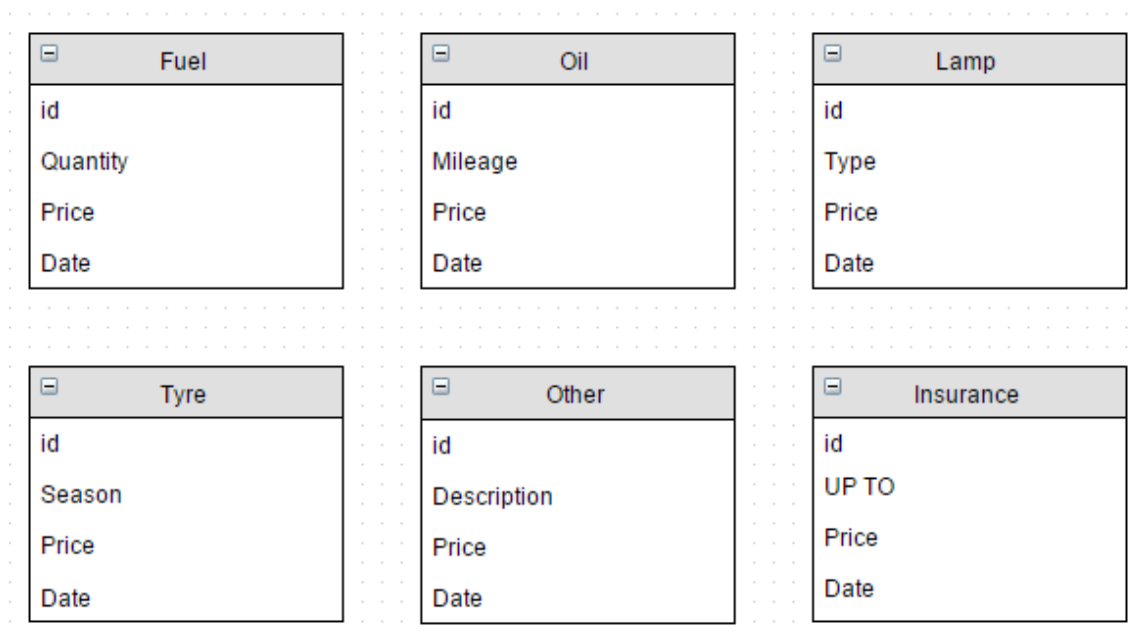 Fuel
id
Quantity
Price
Date
Oil
id
Mileage
Price
Date
Lamp
id
Type
Price
Date
Tyre
id
Season
Price
Date
Other
id
Description
Price
Date
Insurance
id
UP TO
Price
Date